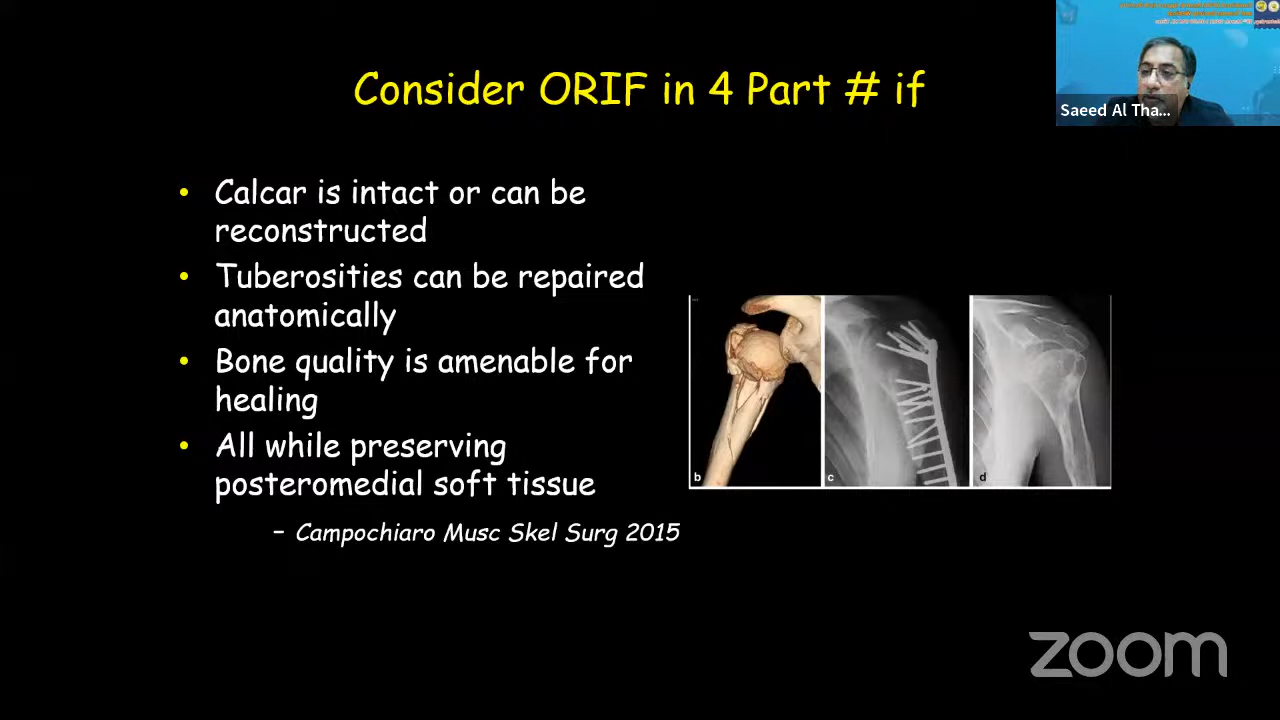 Consider ORIF in 4 Part # if
Saeed Al Tha...
• Calcar is intact or can be
reconstructed
• Tuberosities can be repaired
anatomically
• Bone quality is amenable for
healing
• All while preserving
posteromedial soft tissue
– Campochiaro Musc Skel Surg 2015
b
c
d
zoom